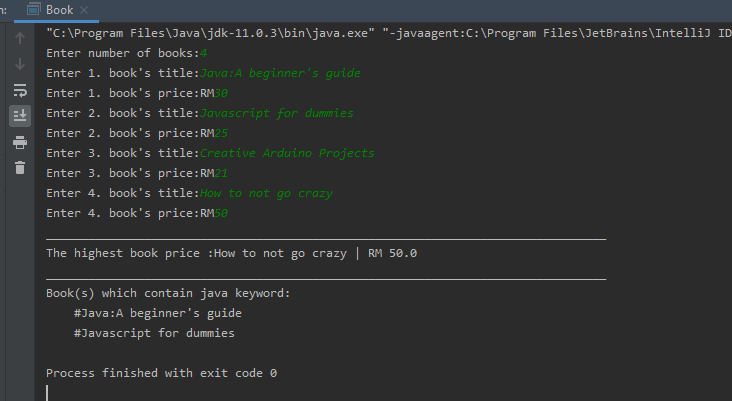 n: Book ×
"C:\Program Files\Java\jdk-11.0.3\bin\java.exe" "-javaagent:C:\Program Files\JetBrains\IntelliJ ID
Enter number of books:4
Enter 1. book's title:Java:A beginner's guide
Enter 1. book's price:RM30
Enter 2. book's title:Javascript for dummies
Enter 2. book's price:RM25
Enter 3. book's title:Creative Arduino Projects
Enter 3. book's price:RM21
Enter 4. book's title:How to not go crazy
Enter 4. book's price:RM50
The highest book price :How to not go crazy | RM 50.0
Book(s) which contain java keyword:
#Java:A beginner's guide
#Javascript for dummies
Process finished with exit code 0